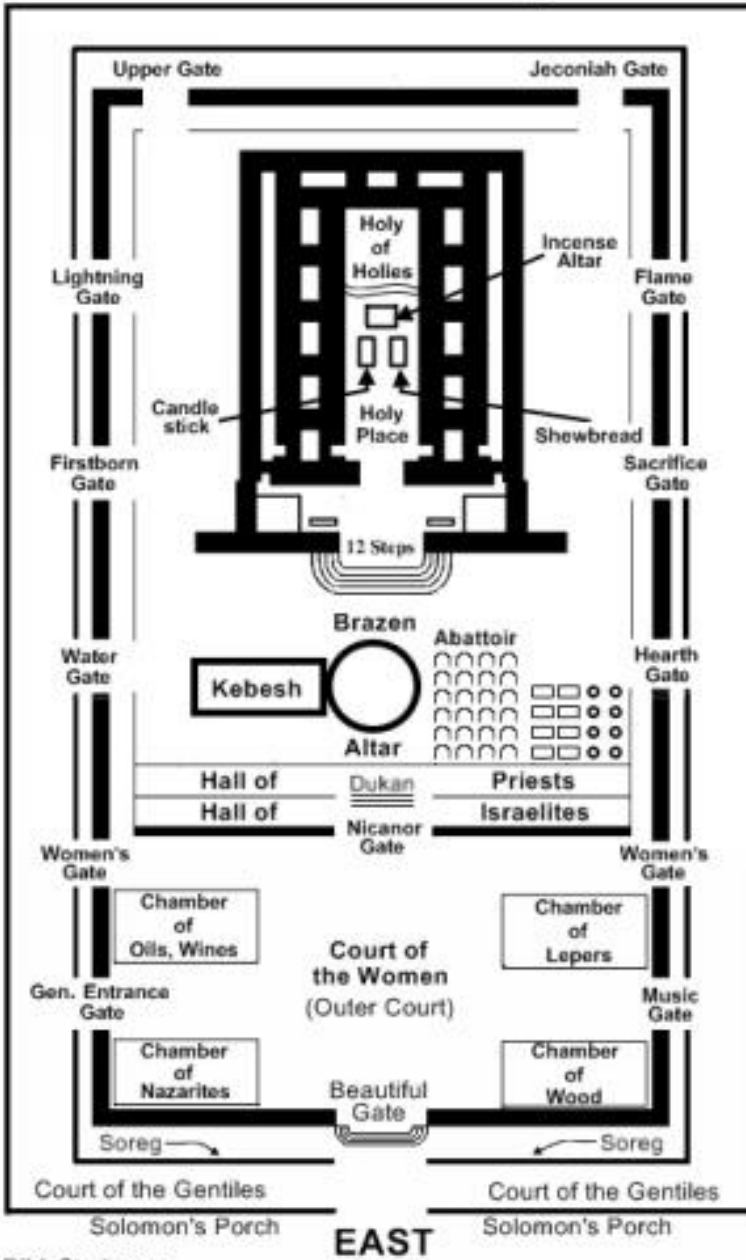 Upper Gate
Jeconiah Gate
Holy
of
Holies
Incense
Altar
Lightning
Gate
Flame
Gate
Candle
stick
Holy
Place
Shewbread
Firstborn
Gate
Sacrifice
Gate
12 Steps
Brazen
Abattoir
Water
Gate
Kebesh
Hearth
Gate
Altar
Hall of Dukan Priests
Hall of Israelites
Nicanor
Gate
Women's
Gate
Women's
Gate
Chamber
of
Oils, Wines
Chamber
of
Lepers
Court of
the Women
(Outer Court)
Gen. Entrance
Gate
Music
Gate
Chamber
of
Nazarites
Chamber
of
Wood
Beautiful
Gate
Soreg
Soreg
Court of the Gentiles
Court of the Gentiles
Solomon's Porch
EAST
Solomon's Porch